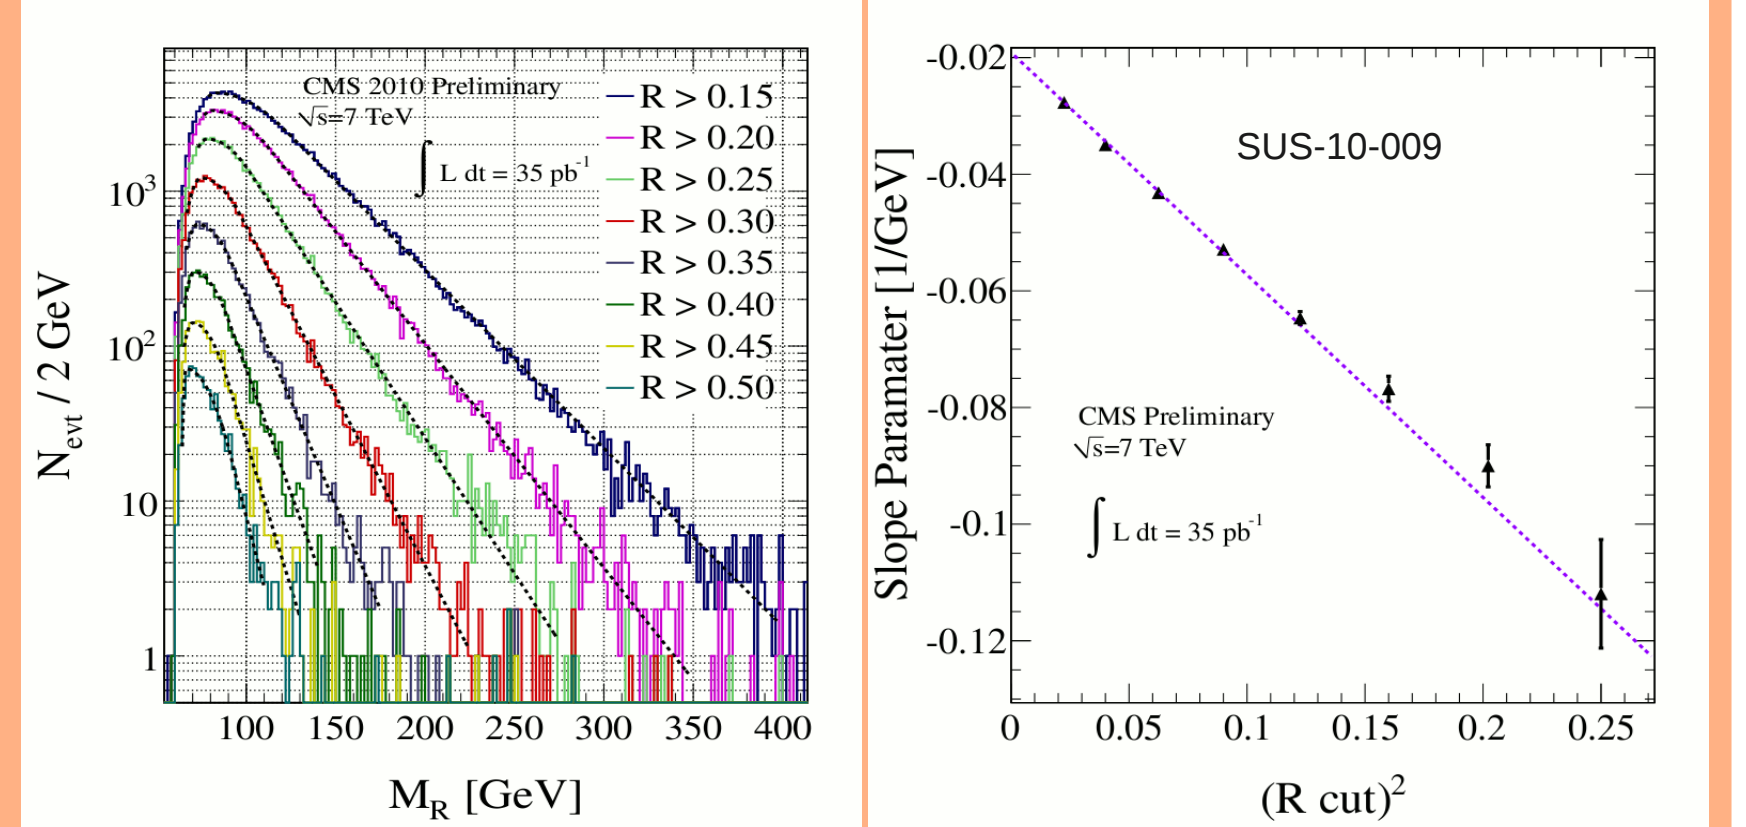 CMS 2010 Preliminary
√s=7 TeV
∫ L dt = 35 pb⁻¹
R > 0.15
R > 0.20
R > 0.25
R > 0.30
R > 0.35
R > 0.40
R > 0.45
R > 0.50
N_evt / 2 GeV
10³
10²
10
1
100 150 200 250 300 350 400
M_R [GeV]
SUS-10-009
CMS Preliminary
√s=7 TeV
∫ L dt = 35 pb⁻¹
Slope Paramater [1/GeV]
-0.02
-0.04
-0.06
-0.08
-0.1
-0.12
0 0.05 0.1 0.15 0.2 0.25
(R cut)²